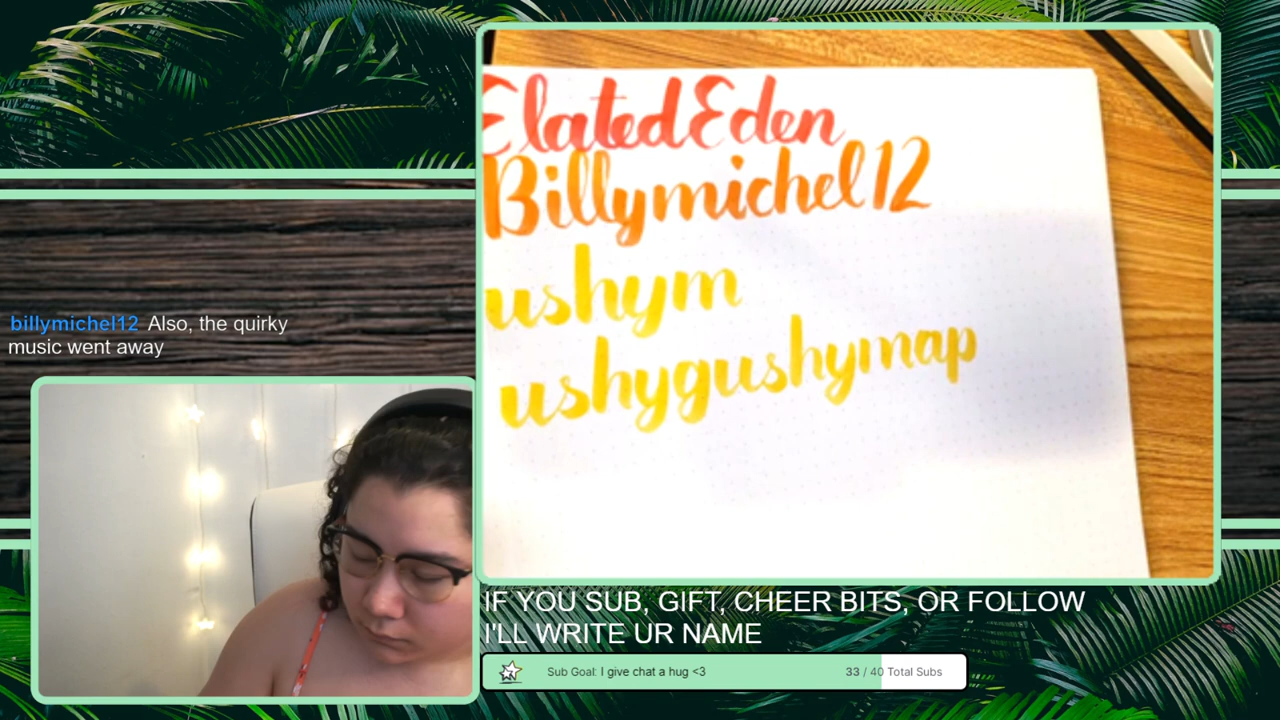 ElatedEden
Billymichel12
ushym
ushygushymap
billymichel12 Also, the quirky
music went away
IF YOU SUB, GIFT, CHEER BITS, OR FOLLOW
I'LL WRITE UR NAME
Sub Goal: I give chat a hug <3 33 / 40 Total Subs